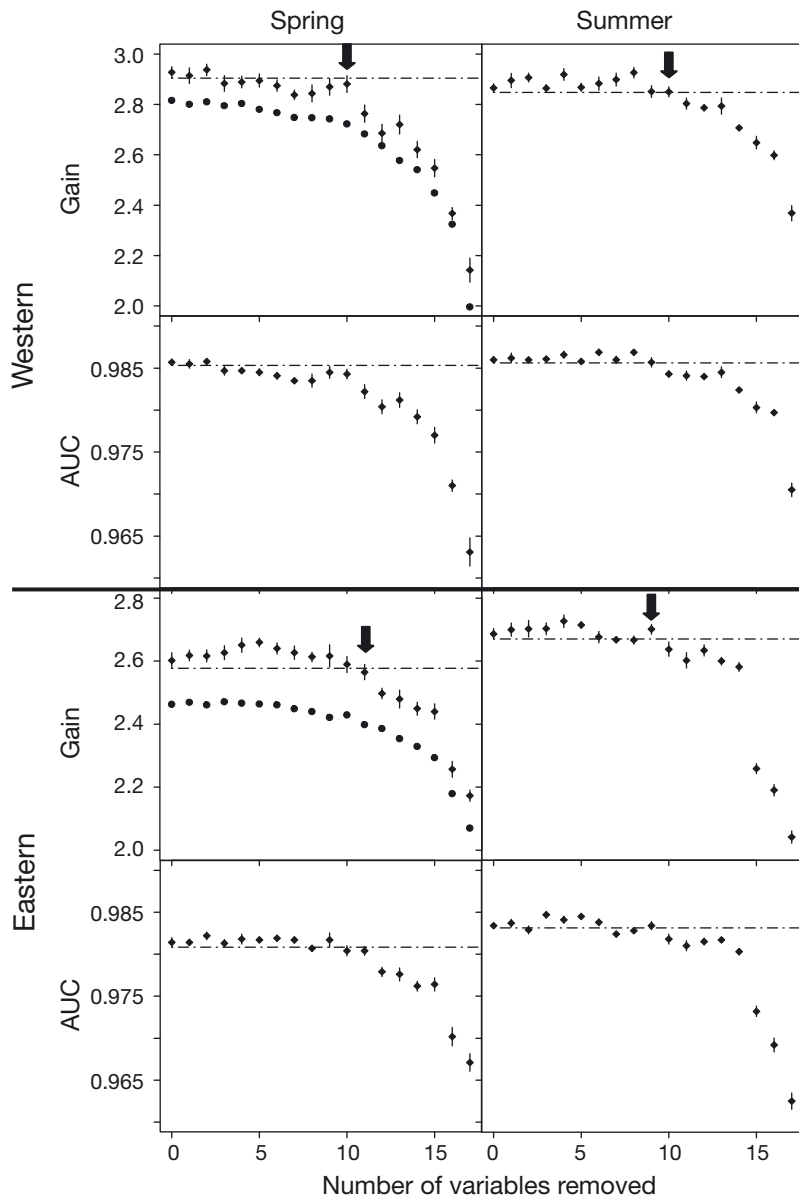 Spring
Summer
3.0
2.8
2.6
2.4
2.2
2.0
Gain
0.985
0.975
0.965
AUC
Western
2.8
2.6
2.4
2.2
2.0
Gain
0.985
0.975
0.965
AUC
Eastern
0 5 10 15
0 5 10 15
Number of variables removed